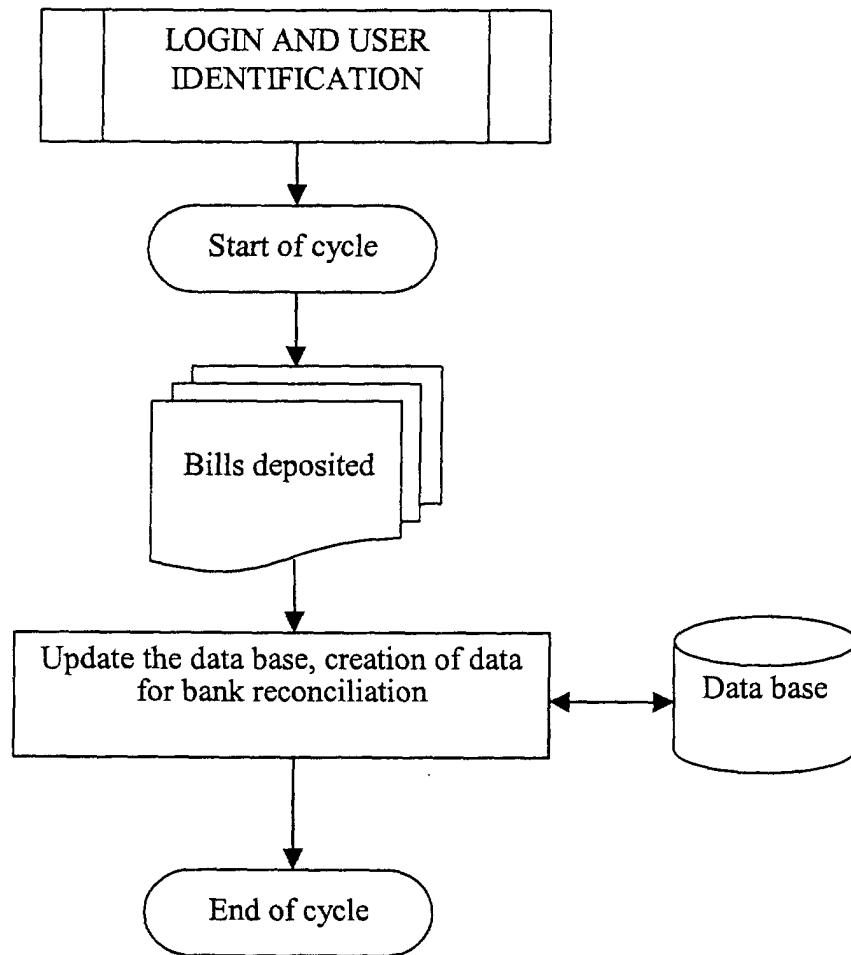 LOGIN AND USER
IDENTIFICATION
Start of cycle
Bills deposited
Update the data base, creation of data
for bank reconciliation
Data base
End of cycle